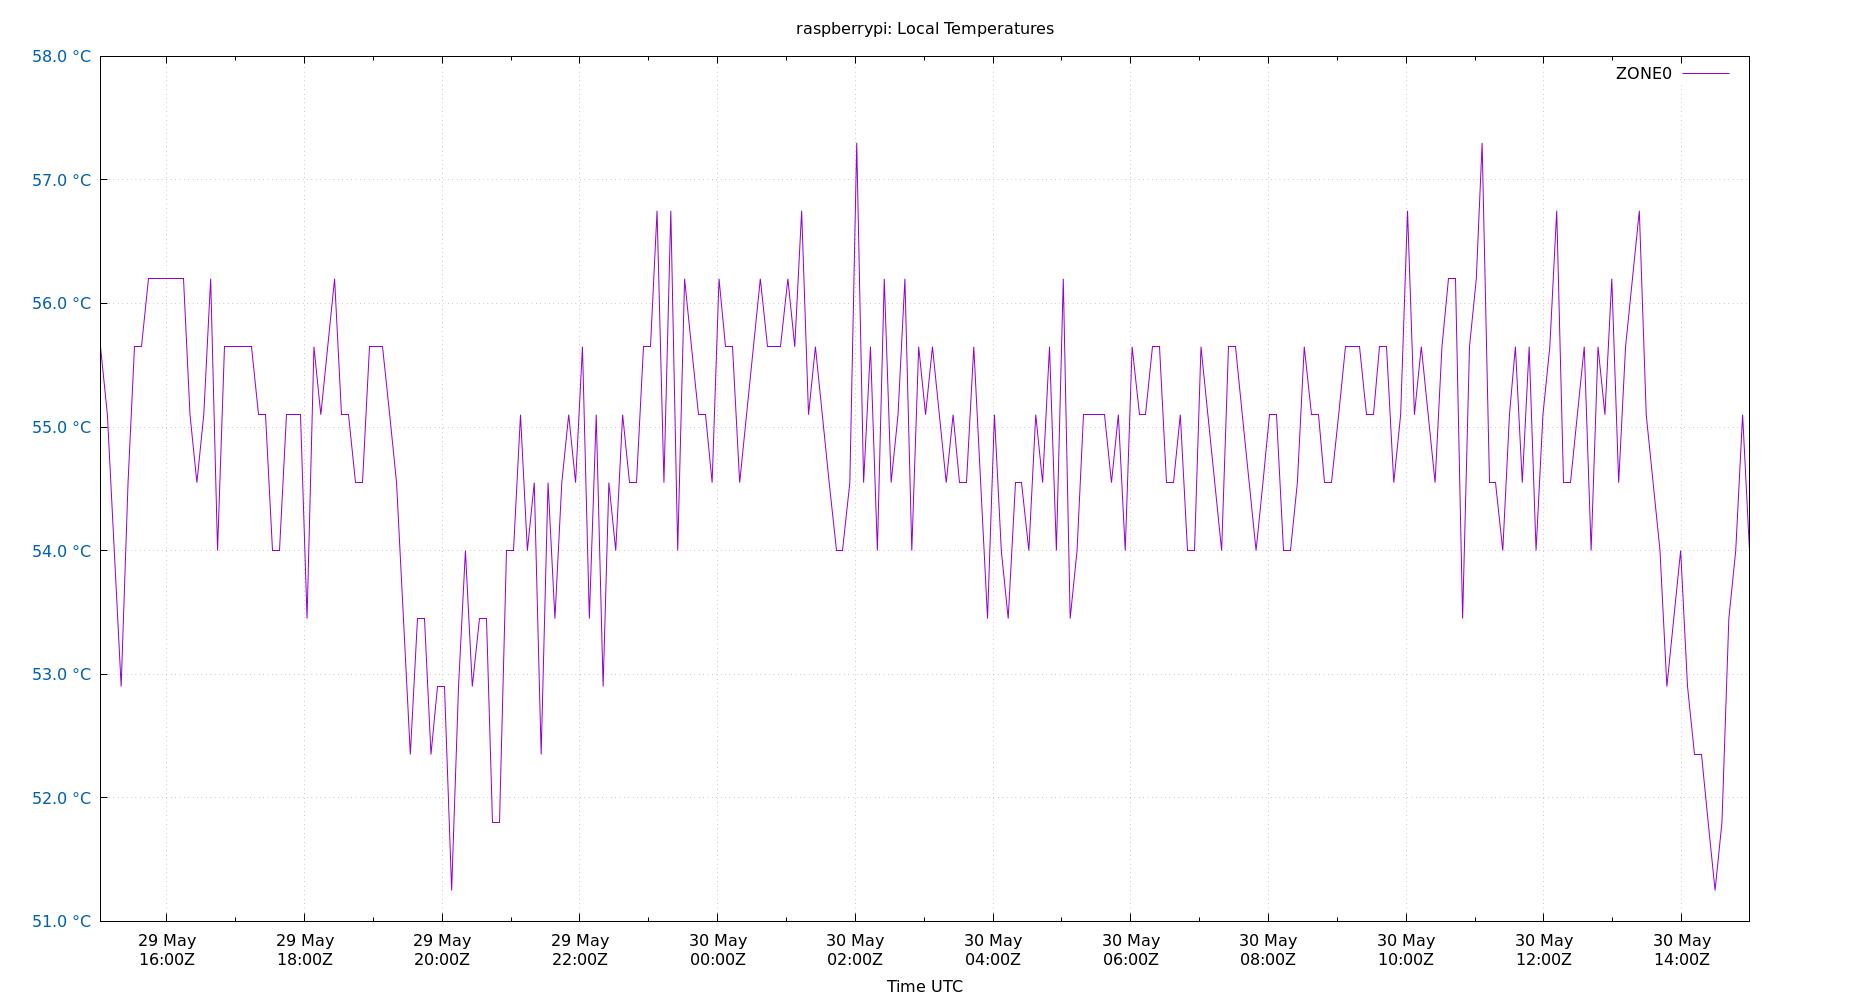 raspberrypi: Local Temperatures
58.0 °C
ZONE0
57.0 °C
56.0 °C
55.0 °C
54.0 °C
53.0 °C
52.0 °C
51.0 °C
29 May 29 May 29 May 29 May 30 May 30 May 30 May 30 May 30 May 30 May 30 May 30 May
16:00Z 18:00Z 20:00Z 22:00Z 00:00Z 02:00Z 04:00Z 06:00Z 08:00Z 10:00Z 12:00Z 14:00Z
Time UTC